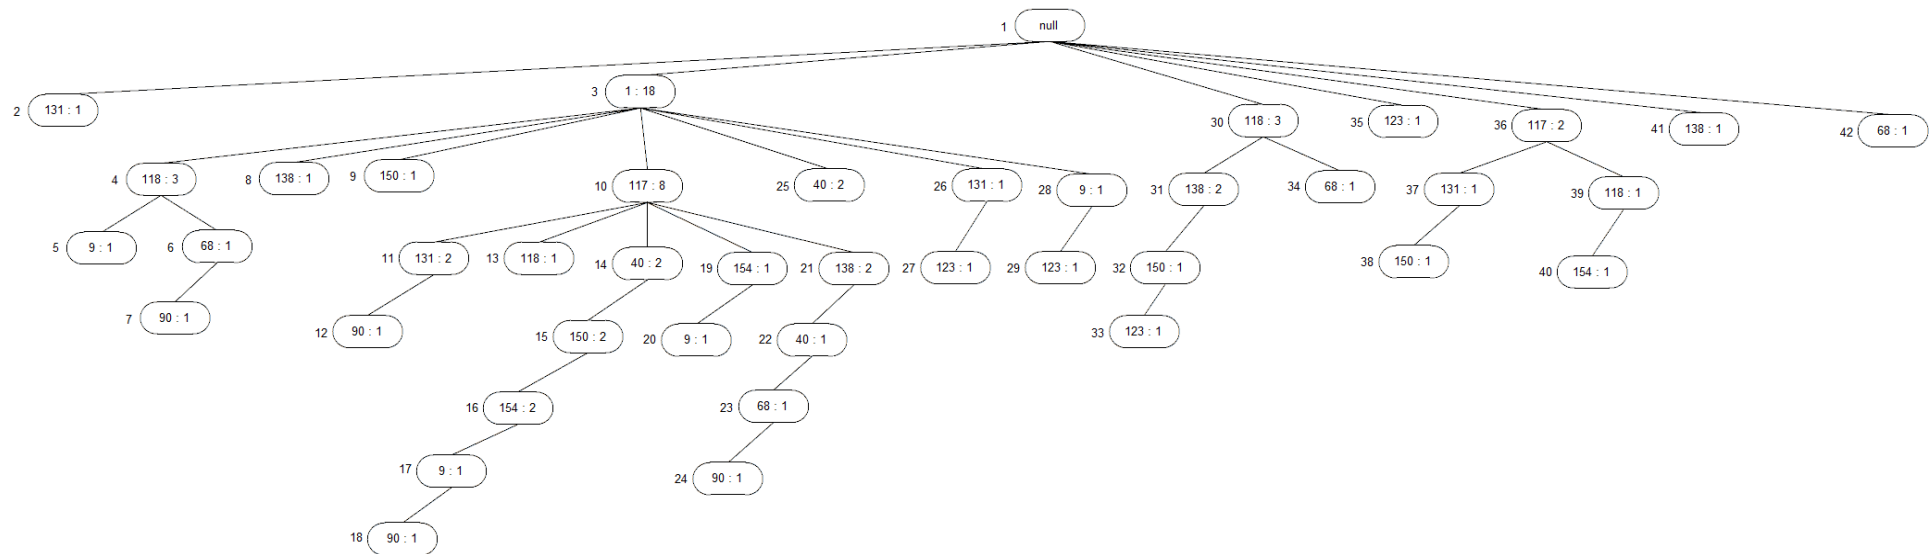 1 null
2 131 : 1
3 1 : 18
30 118 : 3
35 123 : 1
36 117 : 2
41 138 : 1
42 68 : 1
4 118 : 3
8 138 : 1
9 150 : 1
10 117 : 8
25 40 : 2
26 131 : 1
28 9 : 1
31 138 : 2
34 68 : 1
37 131 : 1
39 118 : 1
5 9 : 1
6 68 : 1
11 131 : 2
13 118 : 1
14 40 : 2
19 154 : 1
21 138 : 2
27 123 : 1
29 123 : 1
32 150 : 1
38 150 : 1
40 154 : 1
7 90 : 1
12 90 : 1
15 150 : 2
20 9 : 1
22 40 : 1
33 123 : 1
16 154 : 2
23 68 : 1
17 9 : 1
24 90 : 1
18 90 : 1